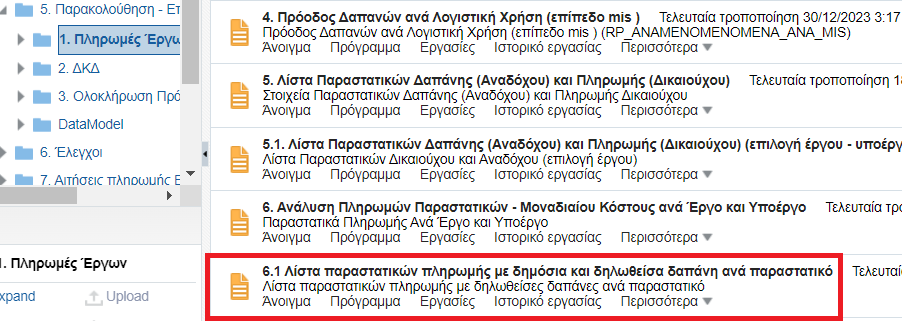 5. Παρακολούθηση - Επ
1. Πληρωμές Έργω
2. ΔΚΔ
3. Ολοκλήρωση Πρό
DataModel
6. Έλεγχοι
7. Αιτήσεις πληρωμής Ε
1. Πληρωμές Έργων
xpand
Upload
4. Πρόοδος Δαπανών ανά Λογιστική Χρήση (επίπεδο mis ) Τελευταία τροποποίηση 30/12/2023 3:17
Πρόοδος Δαπανών ανά Λογιστική Χρήση (επίπεδο mis ) (RP_ANAMENOMENOMENA_ANA_MIS)
Άνοιγμα Πρόγραμμα Εργασίες Ιστορικό εργασίας Περισσότερα
5. Λίστα Παραστατικών Δαπάνης (Αναδόχου) και Πληρωμής (Δικαιούχου) Τελευταία τροποποίηση 18
Στοιχεία Παραστατικών Δαπάνης (Αναδόχου) και Πληρωμής Δικαιούχου
Άνοιγμα Πρόγραμμα Εργασίες Ιστορικό εργασίας Περισσότερα
5.1. Λίστα Παραστατικών Δαπάνης (Αναδόχου) και Πληρωμής (Δικαιούχου) (επιλογή έργου - υποέργ
Λίστα Παραστατικών Δικαιούχου και Αναδόχου (επιλογή έργου)
Άνοιγμα Πρόγραμμα Εργασίες Ιστορικό εργασίας Περισσότερα
6. Ανάλυση Πληρωμών Παραστατικών - Μοναδιαίου Κόστους ανά Έργο και Υποέργο Τελευταία τρο
Παραστατικά Πληρωμής Ανά Έργο και Υποέργο
Άνοιγμα Πρόγραμμα Εργασίες Ιστορικό εργασίας Περισσότερα
6.1 Λίστα παραστατικών πληρωμής με δημόσια και δηλωθείσα δαπάνη ανά παραστατικό Τελευταί
Λίστα παραστατικών πληρωμής με δηλωθείσες δαπάνες ανά παραστατικό
Άνοιγμα Πρόγραμμα Εργασίες Ιστορικό εργασίας Περισσότερα